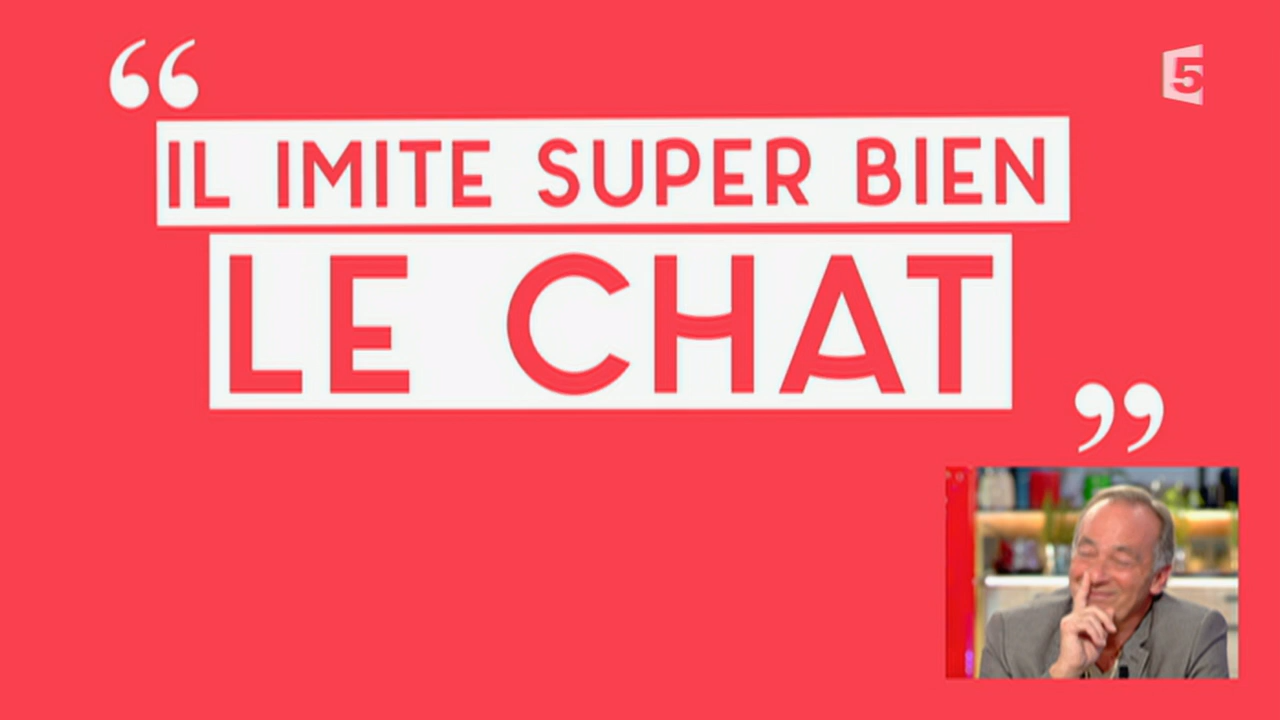 “
5
IL IMITE SUPER BIEN
LE CHAT
”